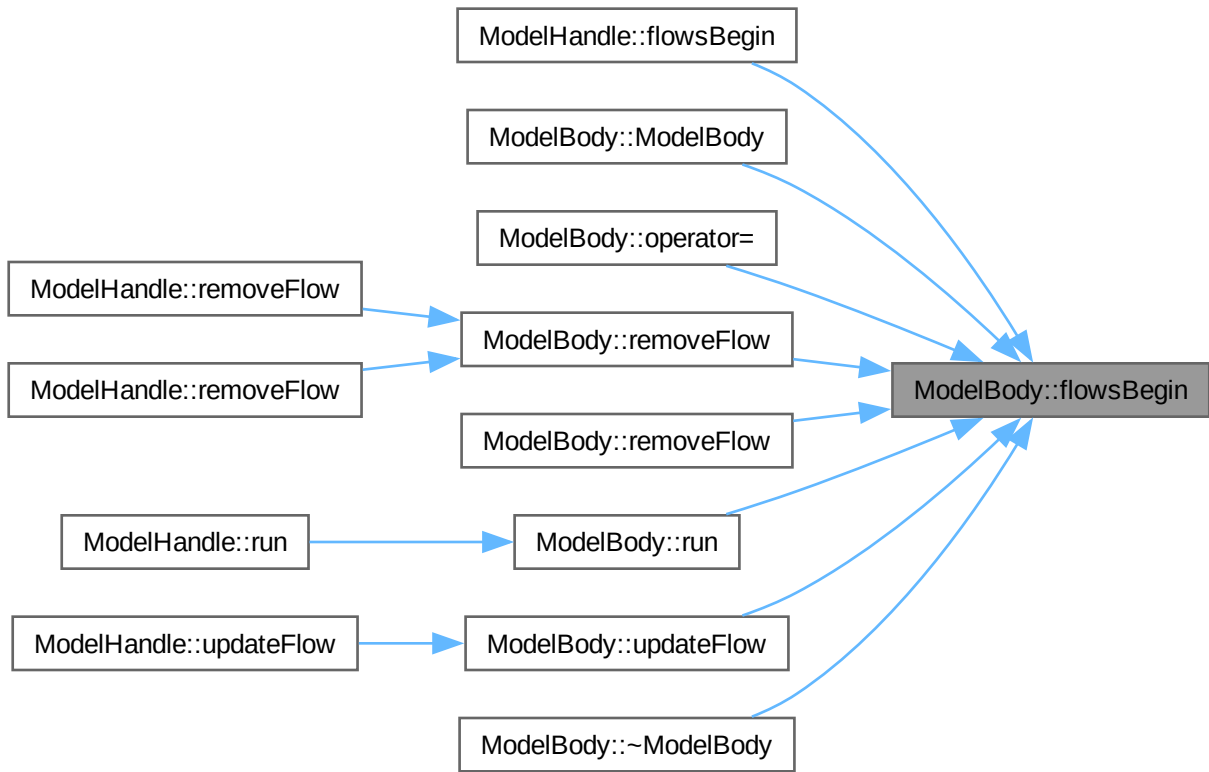 ModelHandle::flowsBegin
ModelBody::ModelBody
ModelBody::operator=
ModelHandle::removeFlow
ModelBody::removeFlow
ModelHandle::removeFlow
ModelBody::flowsBegin
ModelBody::removeFlow
ModelHandle::run
ModelBody::run
ModelHandle::updateFlow
ModelBody::updateFlow
ModelBody::~ModelBody